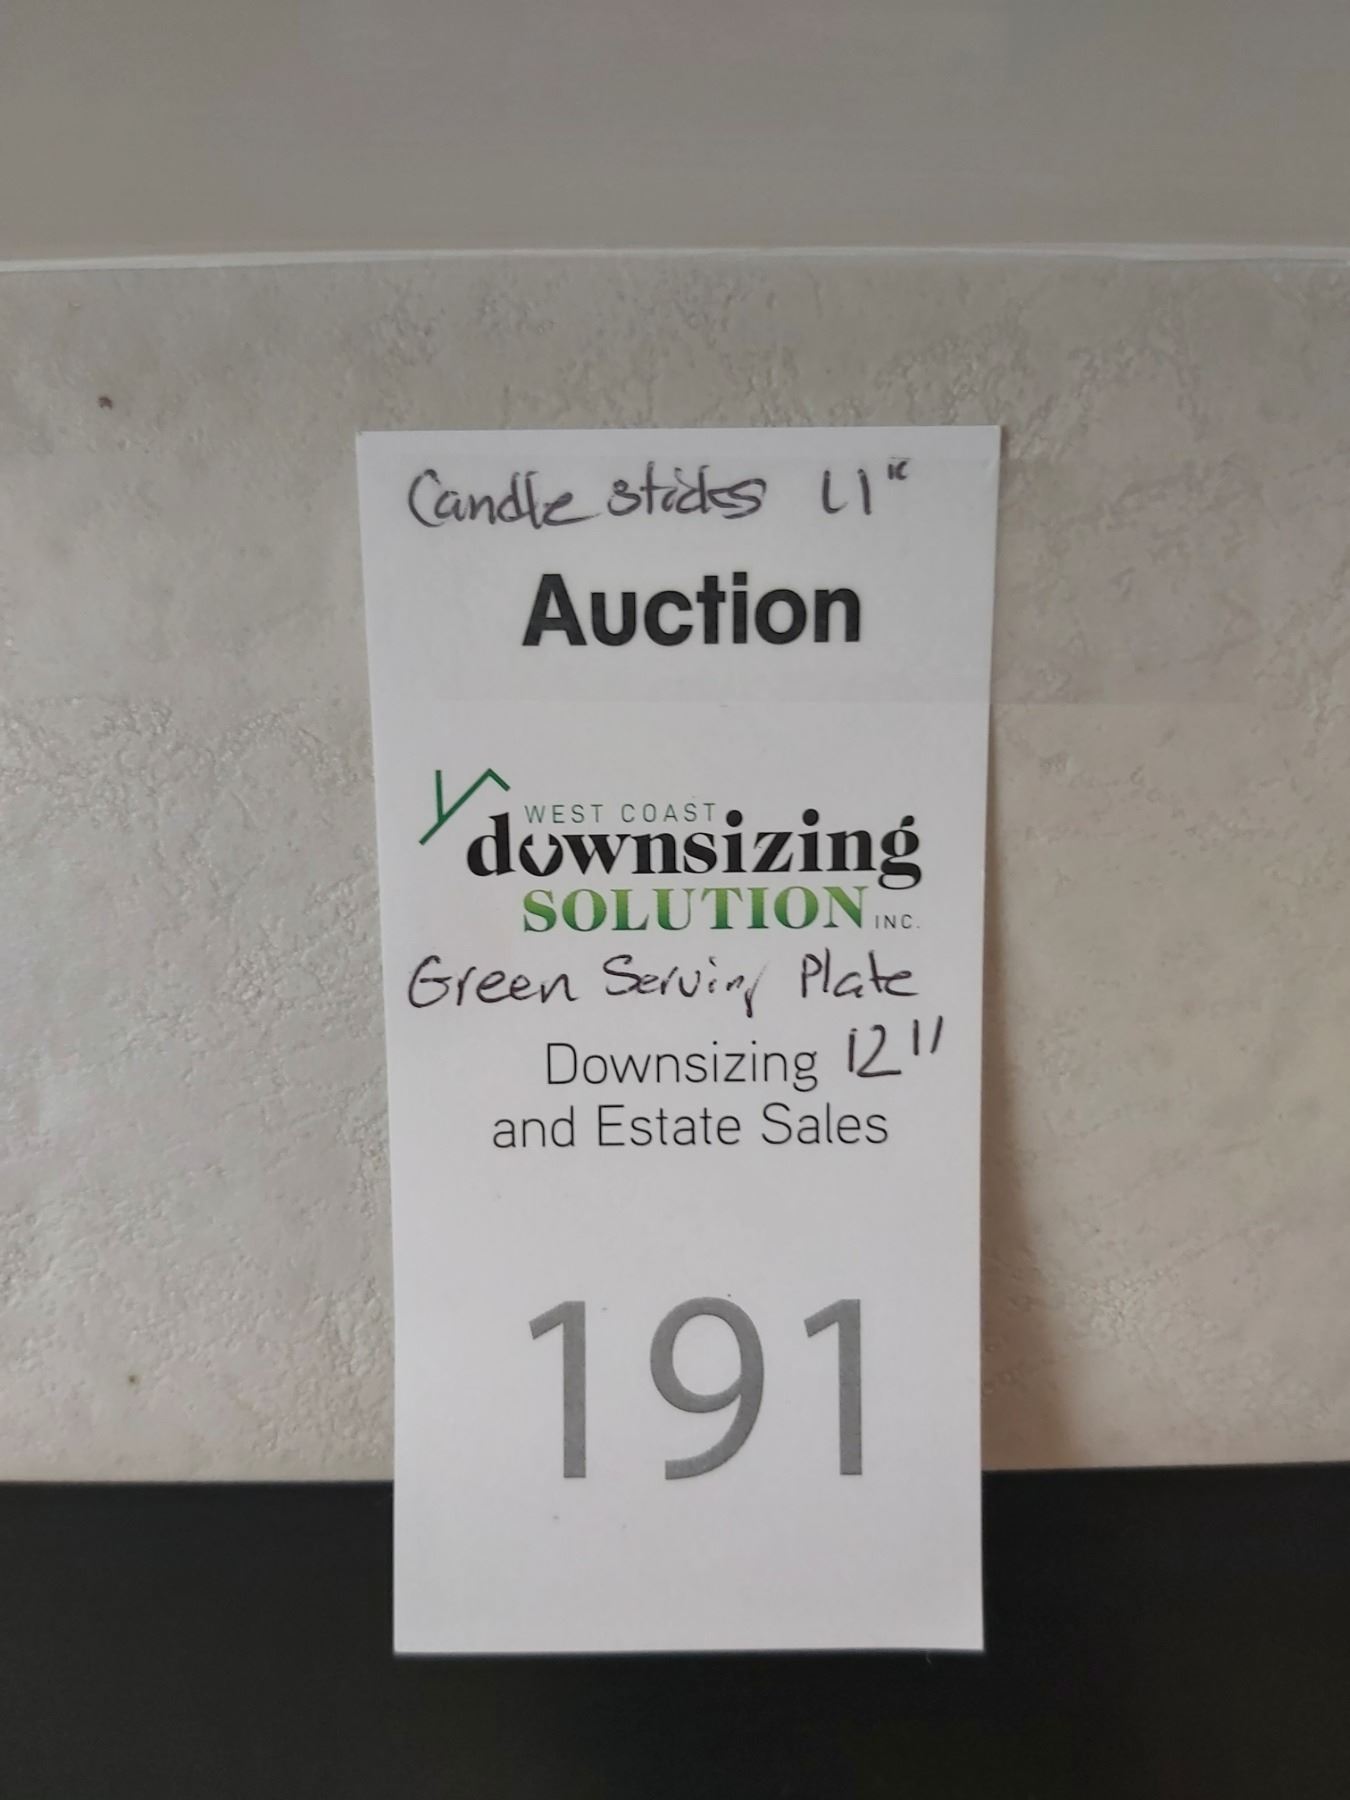 Candle sticks 11"
Auction
WEST COAST
downsizing
SOLUTION INC.
Green Serving Plate
12"
Downsizing
and Estate Sales
191